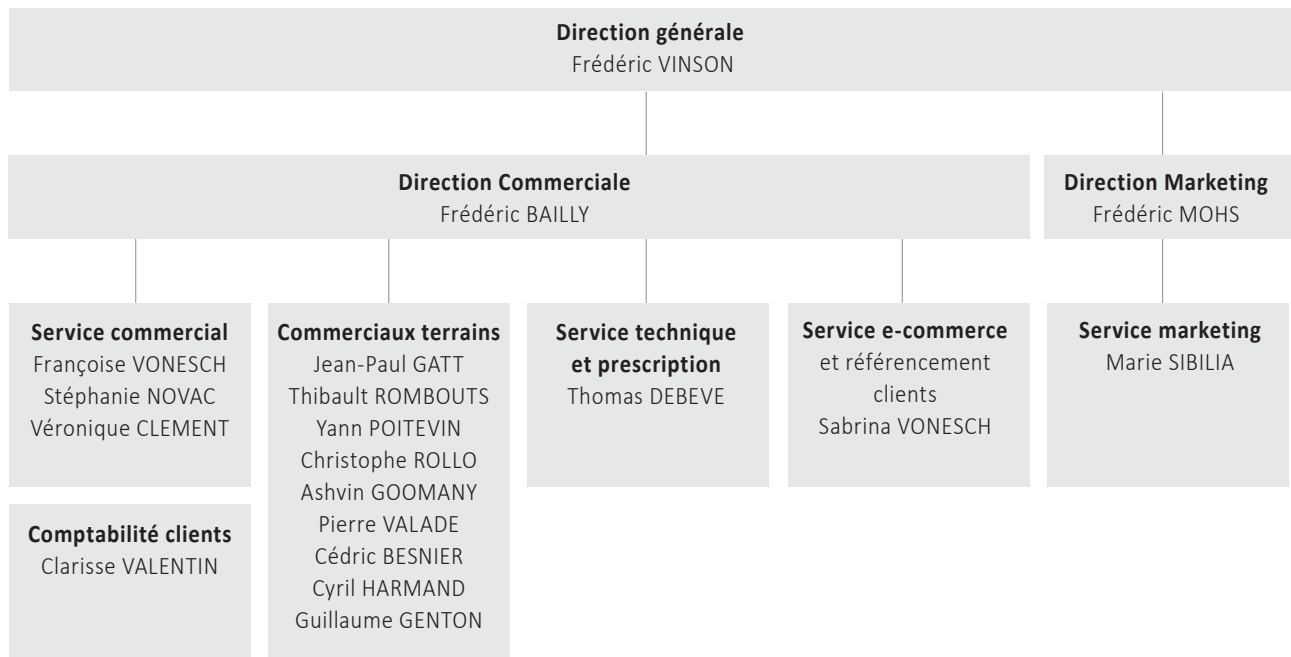 Direction générale
Frédéric VINSON
Direction Commerciale
Frédéric BAILLY
Direction Marketing
Frédéric MOHS
Service commercial
Françoise VONESCH
Stéphanie NOVAC
Véronique CLEMENT
Comptabilité clients
Clarisse VALENTIN
Commerciaux terrains
Jean-Paul GATT
Thibault ROMBOUTS
Yann POITEVIN
Christophe ROLLO
Ashvin GOOMANY
Pierre VALADE
Cédric BESNIER
Cyril HARMAND
Guillaume GENTON
Service technique
et prescription
Thomas DEBEVE
Service e-commerce
et référencement
clients
Sabrina VONESCH
Service marketing
Marie SIBILIA